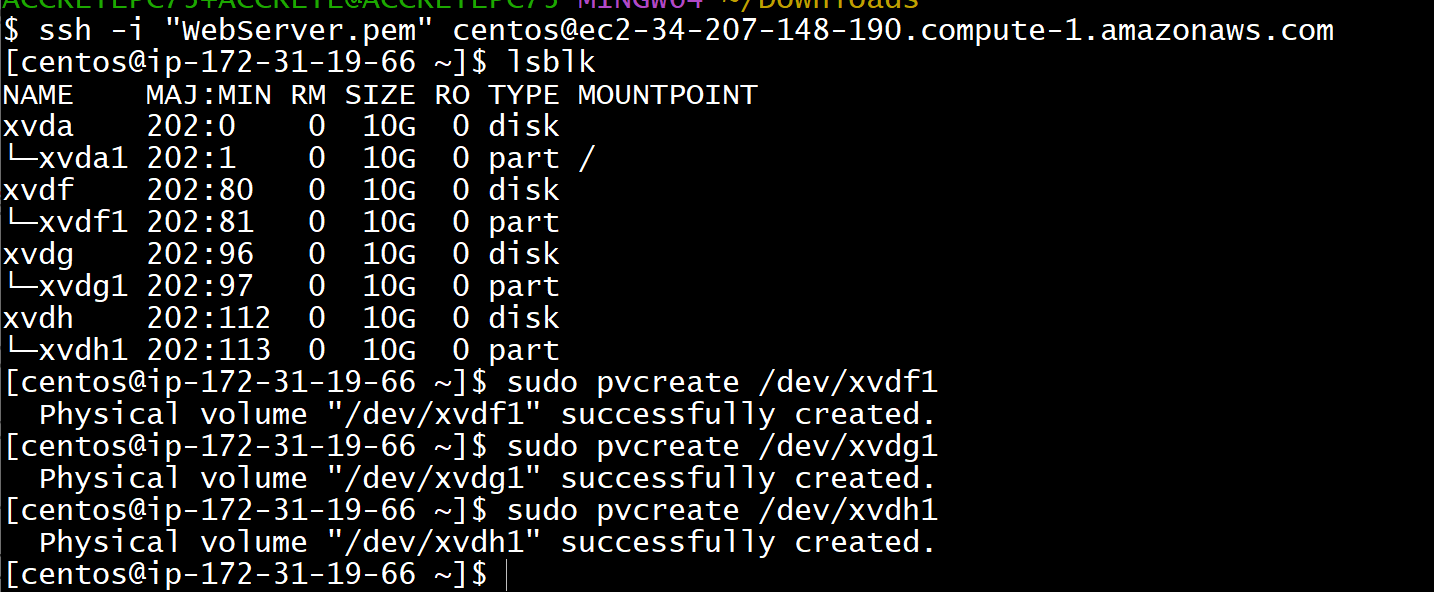 ACCRETEPC75+ACCRETE@ACCRETEPC75 MINGW64 ~/Downloads
$ ssh -i "WebServer.pem" centos@ec2-34-207-148-190.compute-1.amazonaws.com
[centos@ip-172-31-19-66 ~]$ lsblk
NAME    MAJ:MIN RM SIZE RO TYPE MOUNTPOINT
xvda    202:0    0  10G  0 disk
└─xvda1 202:1    0  10G  0 part /
xvdf    202:80   0  10G  0 disk
└─xvdf1 202:81   0  10G  0 part
xvdg    202:96   0  10G  0 disk
└─xvdg1 202:97   0  10G  0 part
xvdh    202:112  0  10G  0 disk
└─xvdh1 202:113  0  10G  0 part
[centos@ip-172-31-19-66 ~]$ sudo pvcreate /dev/xvdf1
  Physical volume "/dev/xvdf1" successfully created.
[centos@ip-172-31-19-66 ~]$ sudo pvcreate /dev/xvdg1
  Physical volume "/dev/xvdg1" successfully created.
[centos@ip-172-31-19-66 ~]$ sudo pvcreate /dev/xvdh1
  Physical volume "/dev/xvdh1" successfully created.
[centos@ip-172-31-19-66 ~]$